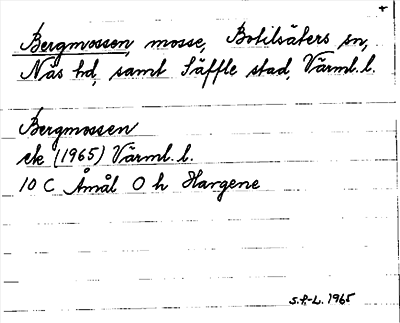 +
Bergmossen, mosse, Botilsäters sn,
Näs hd, samt Säffle stad, Värml. l.
Bergmossen
ek (1965) Värml. l.
10 C Åmål O h Hargene
S.P-L. 1965